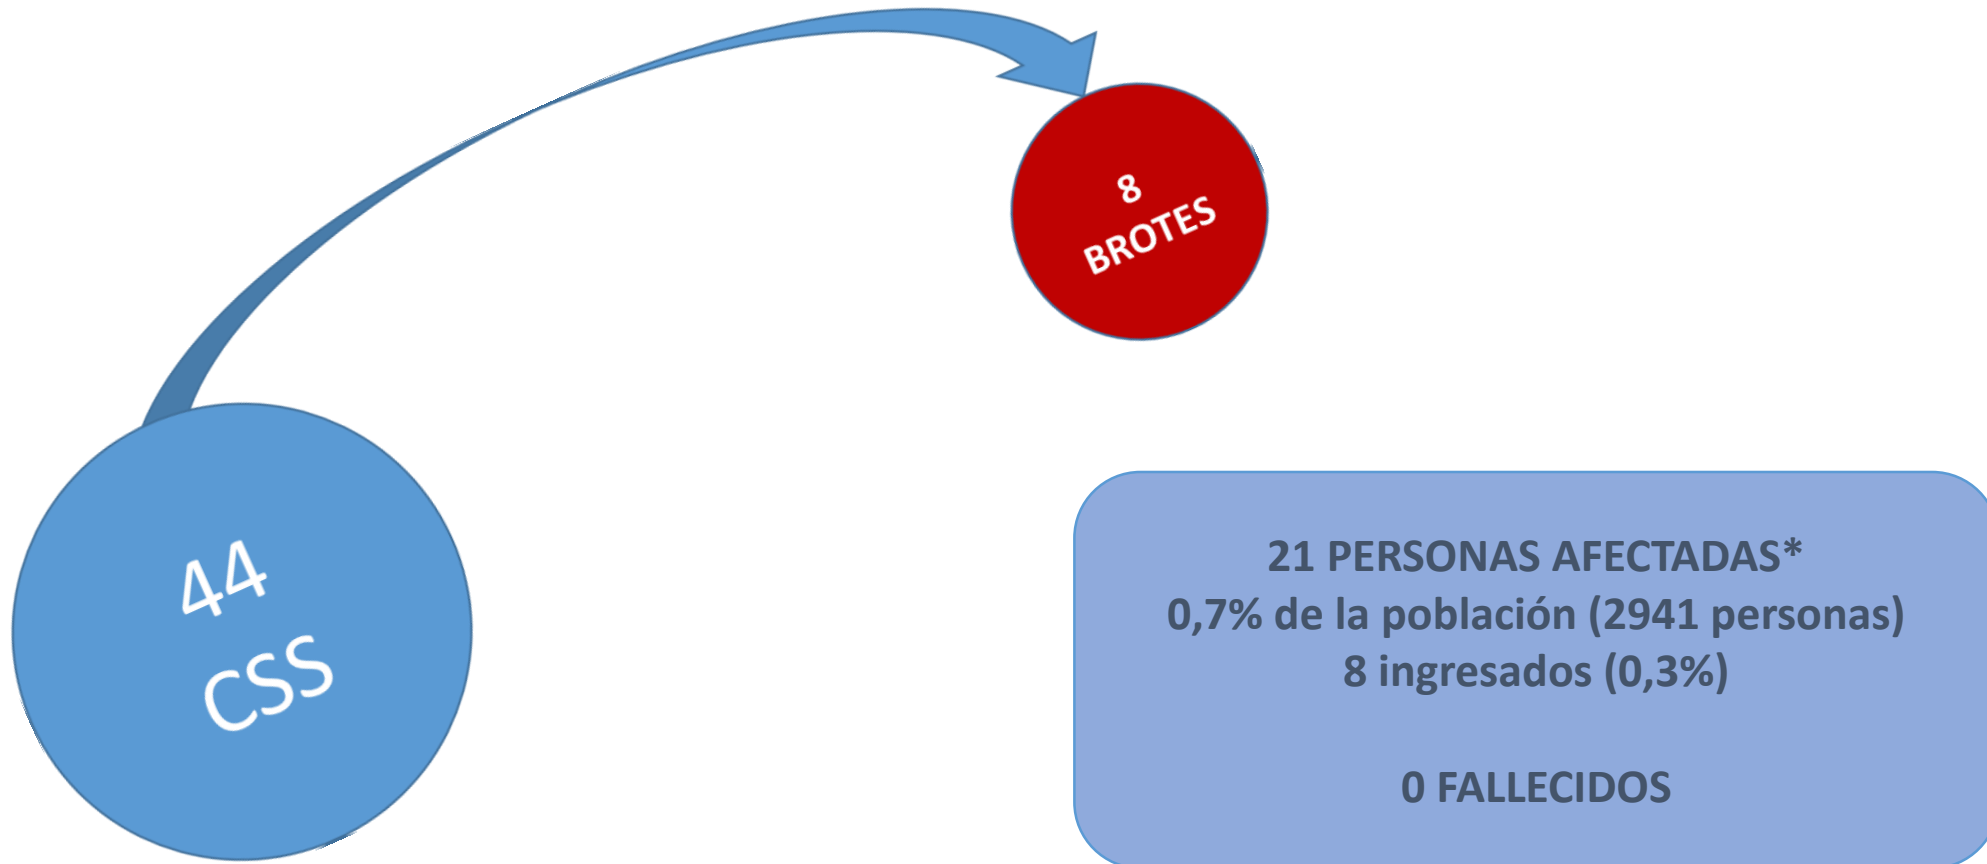 8
BROTES
44
CSS
21 PERSONAS AFECTADAS*
0,7% de la población (2941 personas)
8 ingresados (0,3%)
0 FALLECIDOS